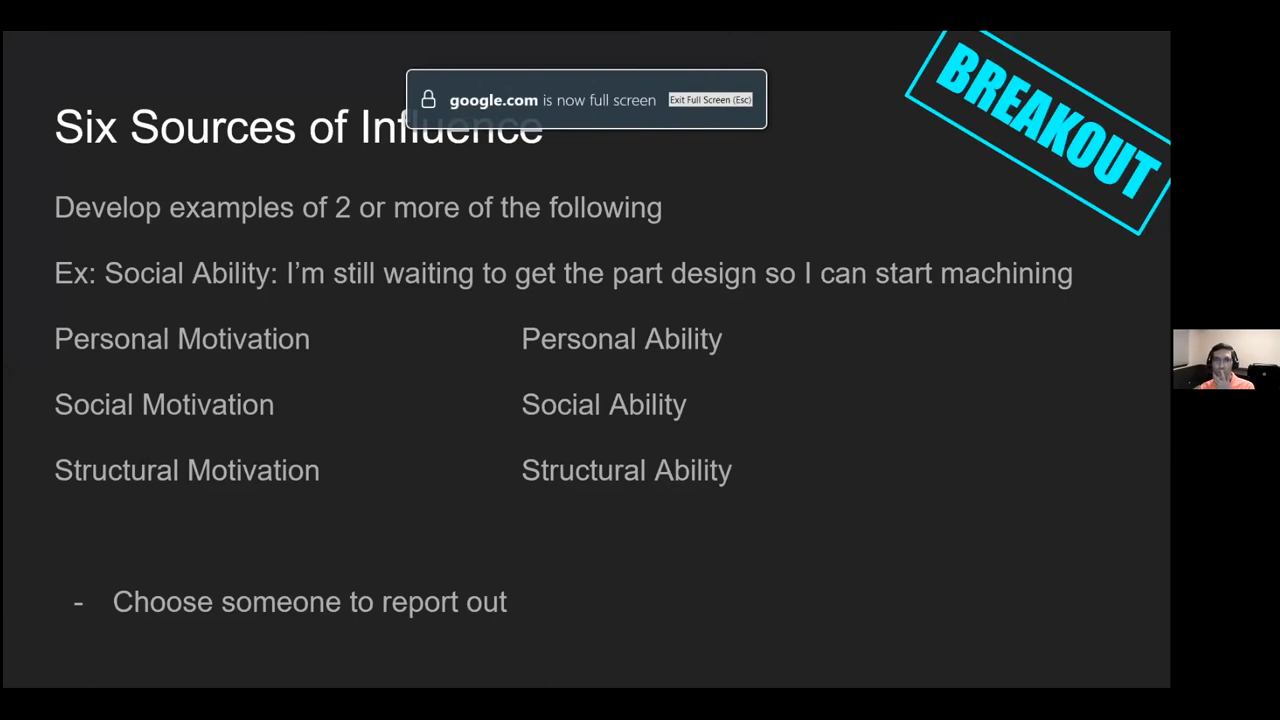 BREAKOUT
google.com is now full screen Exit Full Screen (Esc)
Six Sources of Influence
Develop examples of 2 or more of the following
Ex: Social Ability: I'm still waiting to get the part design so I can start machining
Personal Motivation Personal Ability
Social Motivation Social Ability
Structural Motivation Structural Ability
- Choose someone to report out